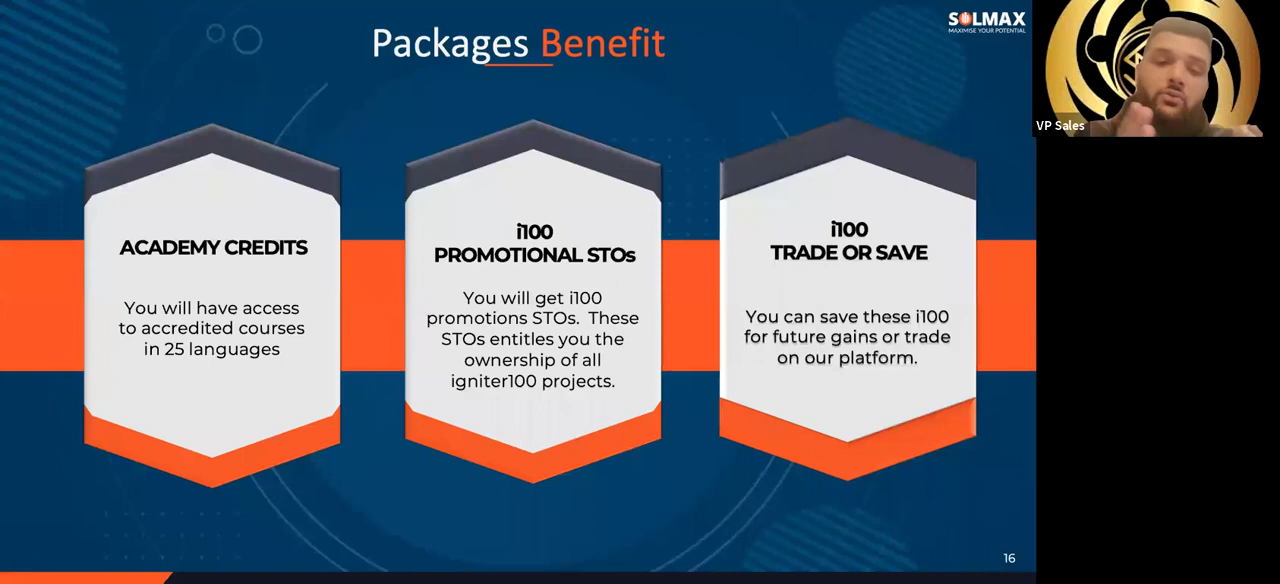 Packages Benefit
SOLMAX
MAXIMISE YOUR POTENTIAL
VP Sales
ACADEMY CREDITS
You will have access
to accredited courses
in 25 languages
i100
PROMOTIONAL STOs
You will get i100
promotions STOs. These
STOs entitles you the
ownership of all
igniter100 projects.
i100
TRADE OR SAVE
You can save these i100
for future gains or trade
on our platform.
16